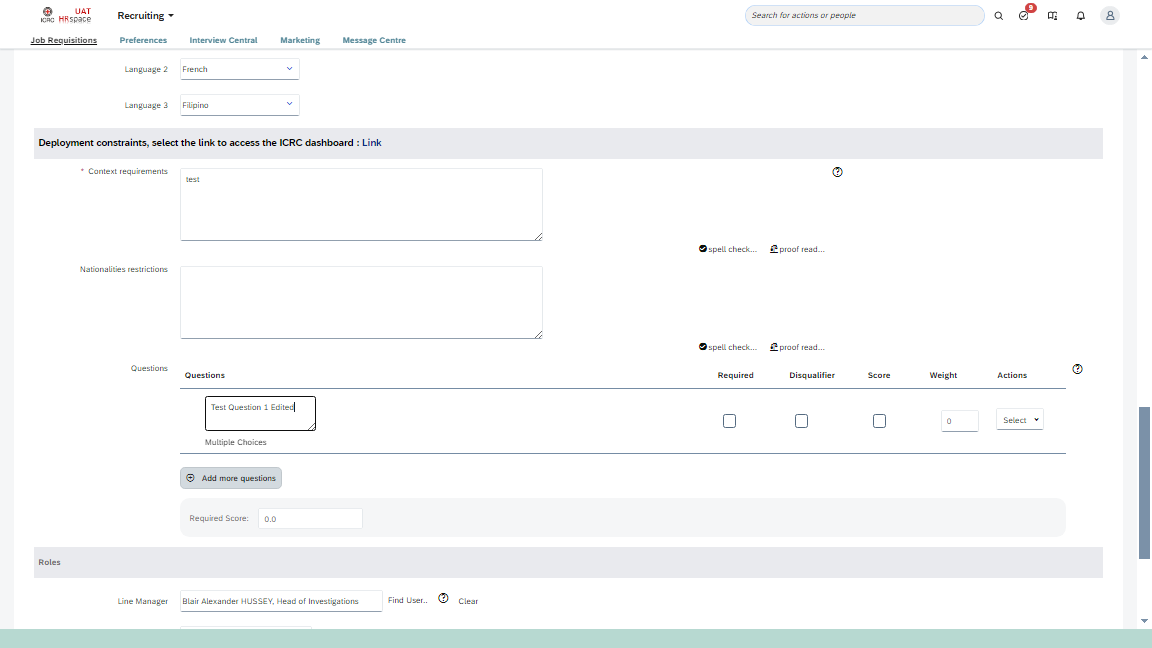 ICRC
UAT
HRspace
Recruiting
Search for actions or people
9
Job Requisitions
Preferences
Interview Central
Marketing
Message Centre
Language 2
French
Language 3
Filipino
Deployment constraints, select the link to access the ICRC dashboard : Link
* Context requirements
test
spell check...
proof read...
Nationalities restrictions
spell check...
proof read...
Questions
Questions
Required
Disqualifier
Score
Weight
Actions
Test Question 1 Edited
0
Select
Multiple Choices
Add more questions
Required Score:
0.0
Roles
Line Manager
Blair Alexander HUSSEY, Head of Investigations
Find User..
Clear